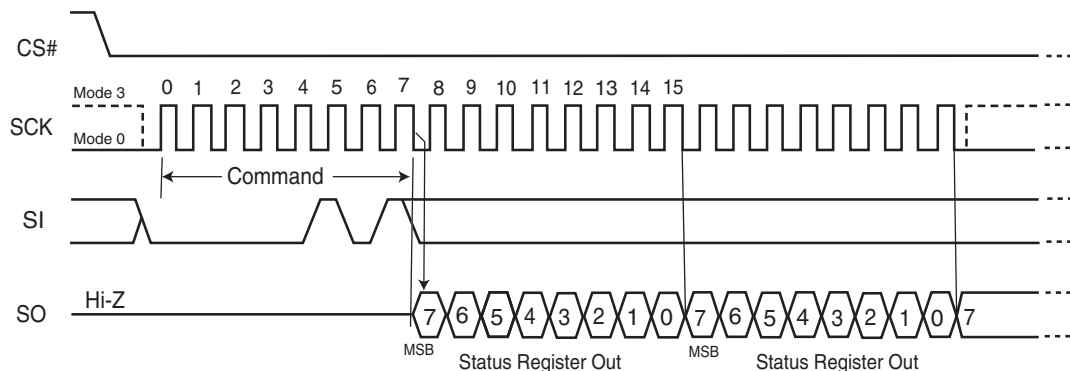 CS#
0 1 2 3 4 5 6 7 8 9 10 11 12 13 14 15
Mode 3
SCK
Mode 0
Command
SI
Hi-Z
SO
7 6 5 4 3 2 1 0 7 6 5 4 3 2 1 0 7
MSB MSB
Status Register Out Status Register Out